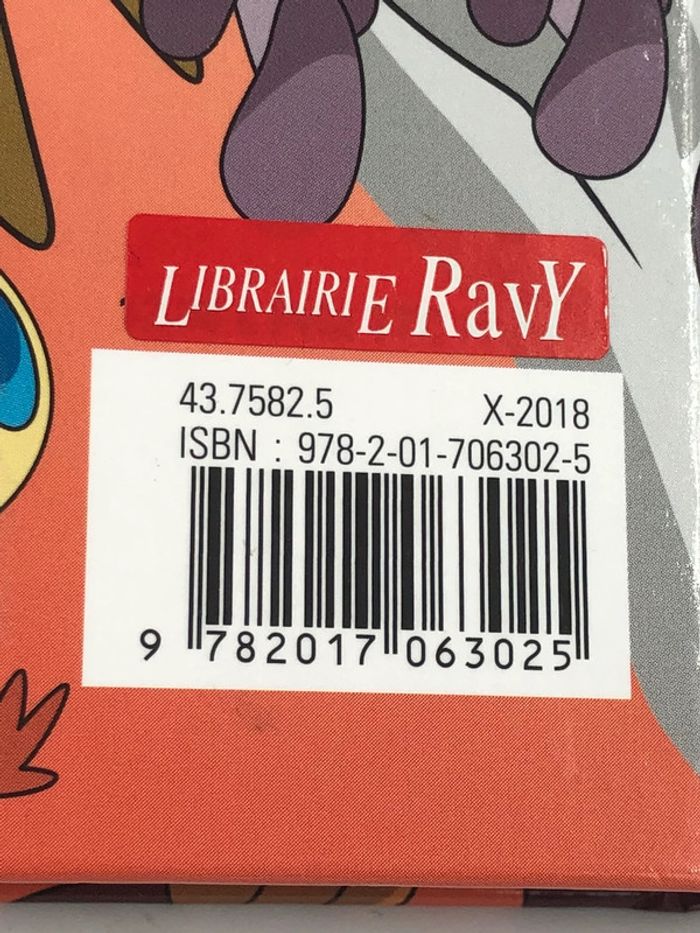 LIBRAIRIE RavY
43.7582.5 X-2018
ISBN : 978-2-01-706302-5
9 782017 063025